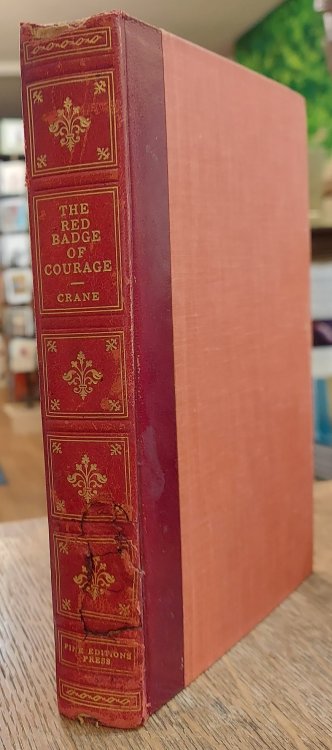 THE
RED
BADGE
OF
COURAGE
CRANE
FINE EDITIONS
PRESS